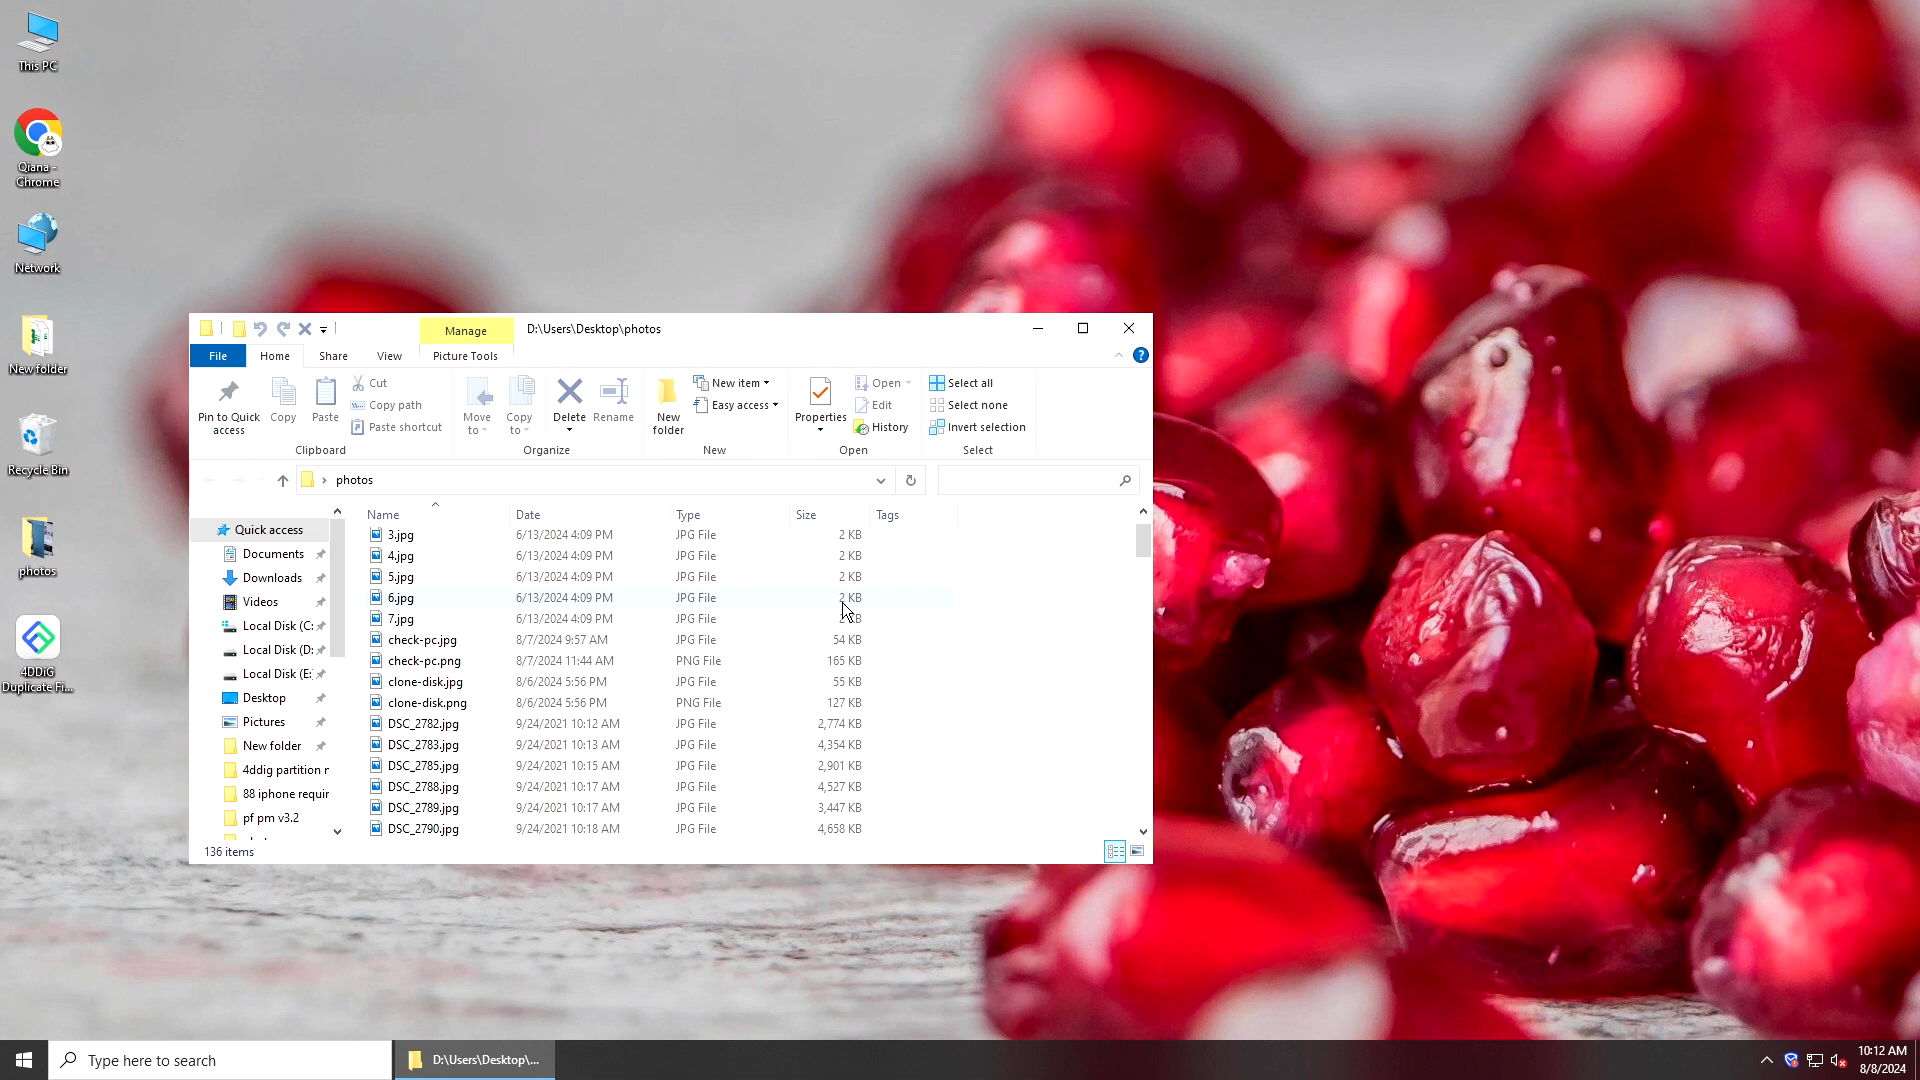 This PC
Qiana -
Chrome
Network
New folder
Recycle Bin
photos
4DDiG
Duplicate Fi...
Manage
D:\Users\Desktop\photos
File
Home
Share
View
Picture Tools
Pin to Quick
access
Copy
Paste
Cut
Copy path
Paste shortcut
Clipboard
Move
to
Copy
to
Delete
Rename
Organize
New
folder
New item
Easy access
New
Properties
Open
Edit
History
Open
Select all
Select none
Invert selection
Select
photos
Quick access
Documents
Downloads
Videos
Local Disk (C:
Local Disk (D:
Local Disk (E:
Desktop
Pictures
New folder
4ddig partition
88 iphone requir
pf pm v3.2
Name Date Type Size Tags
3.jpg 6/13/2024 4:09 PM JPG File 2 KB
4.jpg 6/13/2024 4:09 PM JPG File 2 KB
5.jpg 6/13/2024 4:09 PM JPG File 2 KB
6.jpg 6/13/2024 4:09 PM JPG File 2 KB
7.jpg 6/13/2024 4:09 PM JPG File 2 KB
check-pc.jpg 8/7/2024 9:57 AM JPG File 54 KB
check-pc.png 8/7/2024 11:44 AM PNG File 165 KB
clone-disk.jpg 8/6/2024 5:56 PM JPG File 55 KB
clone-disk.png 8/6/2024 5:56 PM PNG File 127 KB
DSC_2782.jpg 9/24/2021 10:12 AM JPG File 2,774 KB
DSC_2783.jpg 9/24/2021 10:13 AM JPG File 4,354 KB
DSC_2785.jpg 9/24/2021 10:15 AM JPG File 2,901 KB
DSC_2788.jpg 9/24/2021 10:17 AM JPG File 4,527 KB
DSC_2789.jpg 9/24/2021 10:17 AM JPG File 3,447 KB
DSC_2790.jpg 9/24/2021 10:18 AM JPG File 4,658 KB
136 items
Type here to search
D:\Users\Desktop\...
10:12 AM
8/8/2024